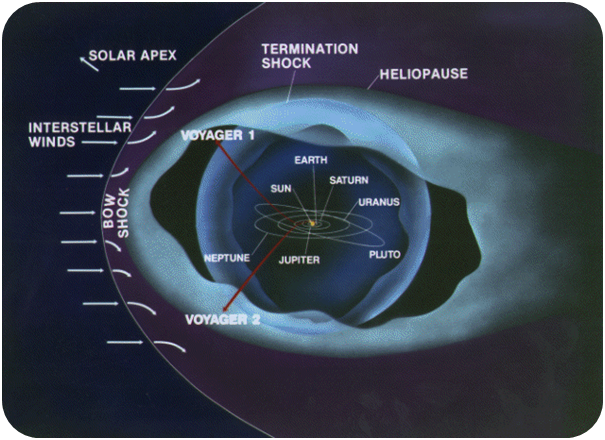 SOLAR APEX
TERMINATION
SHOCK
HELIOPAUSE
INTERSTELLAR
WINDS
VOYAGER 1
EARTH
SUN
SATURN
URANUS
BOW
SHOCK
NEPTUNE
JUPITER
PLUTO
VOYAGER 2